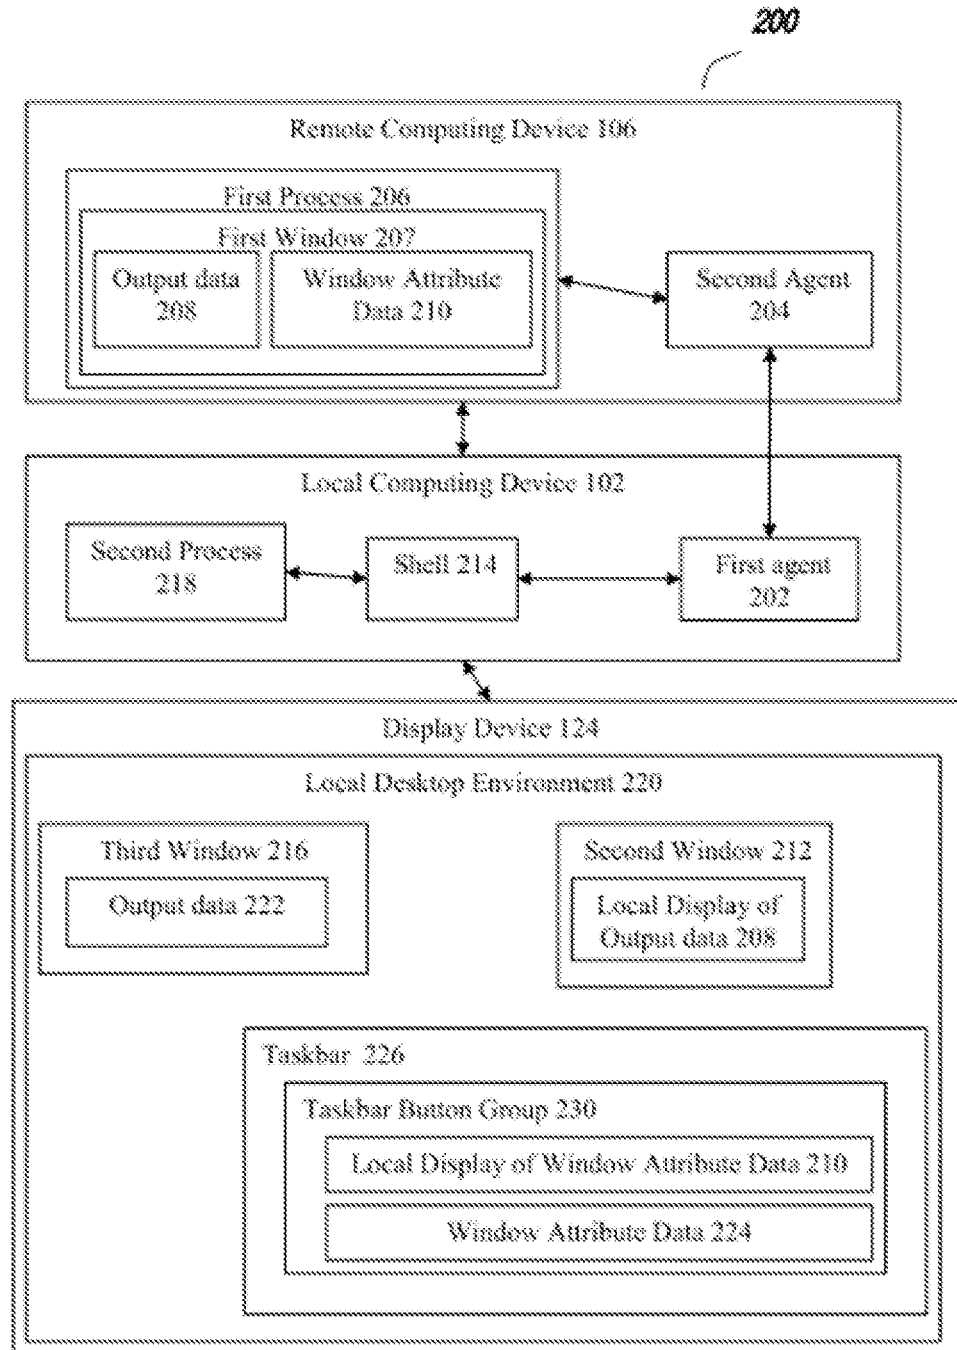 200
Remote Computing Device 106
First Process 206
First Window 207
Output data
208
Window Attribute
Data 210
Second Agent
204
Local Computing Device 102
Second Process
218
Shell 214
First agent
202
Display Device 124
Local Desktop Environment 220
Third Window 216
Output data 222
Second Window 212
Local Display of
Output data 208
Taskbar 226
Taskbar Button Group 230
Local Display of Window Attribute Data 210
Window Attribute Data 224